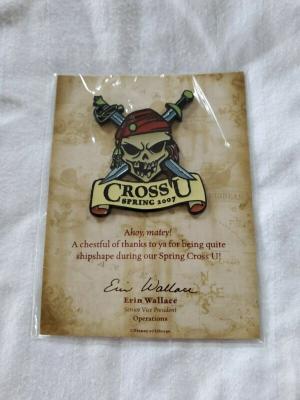 CROSS U
SPRING 2007
Ahoy, matey!
A chestful of thanks to ya for being quite
shipshape during our Spring Cross U!
Erin Wallace
Erin Wallace
Senior Vice President
Operations